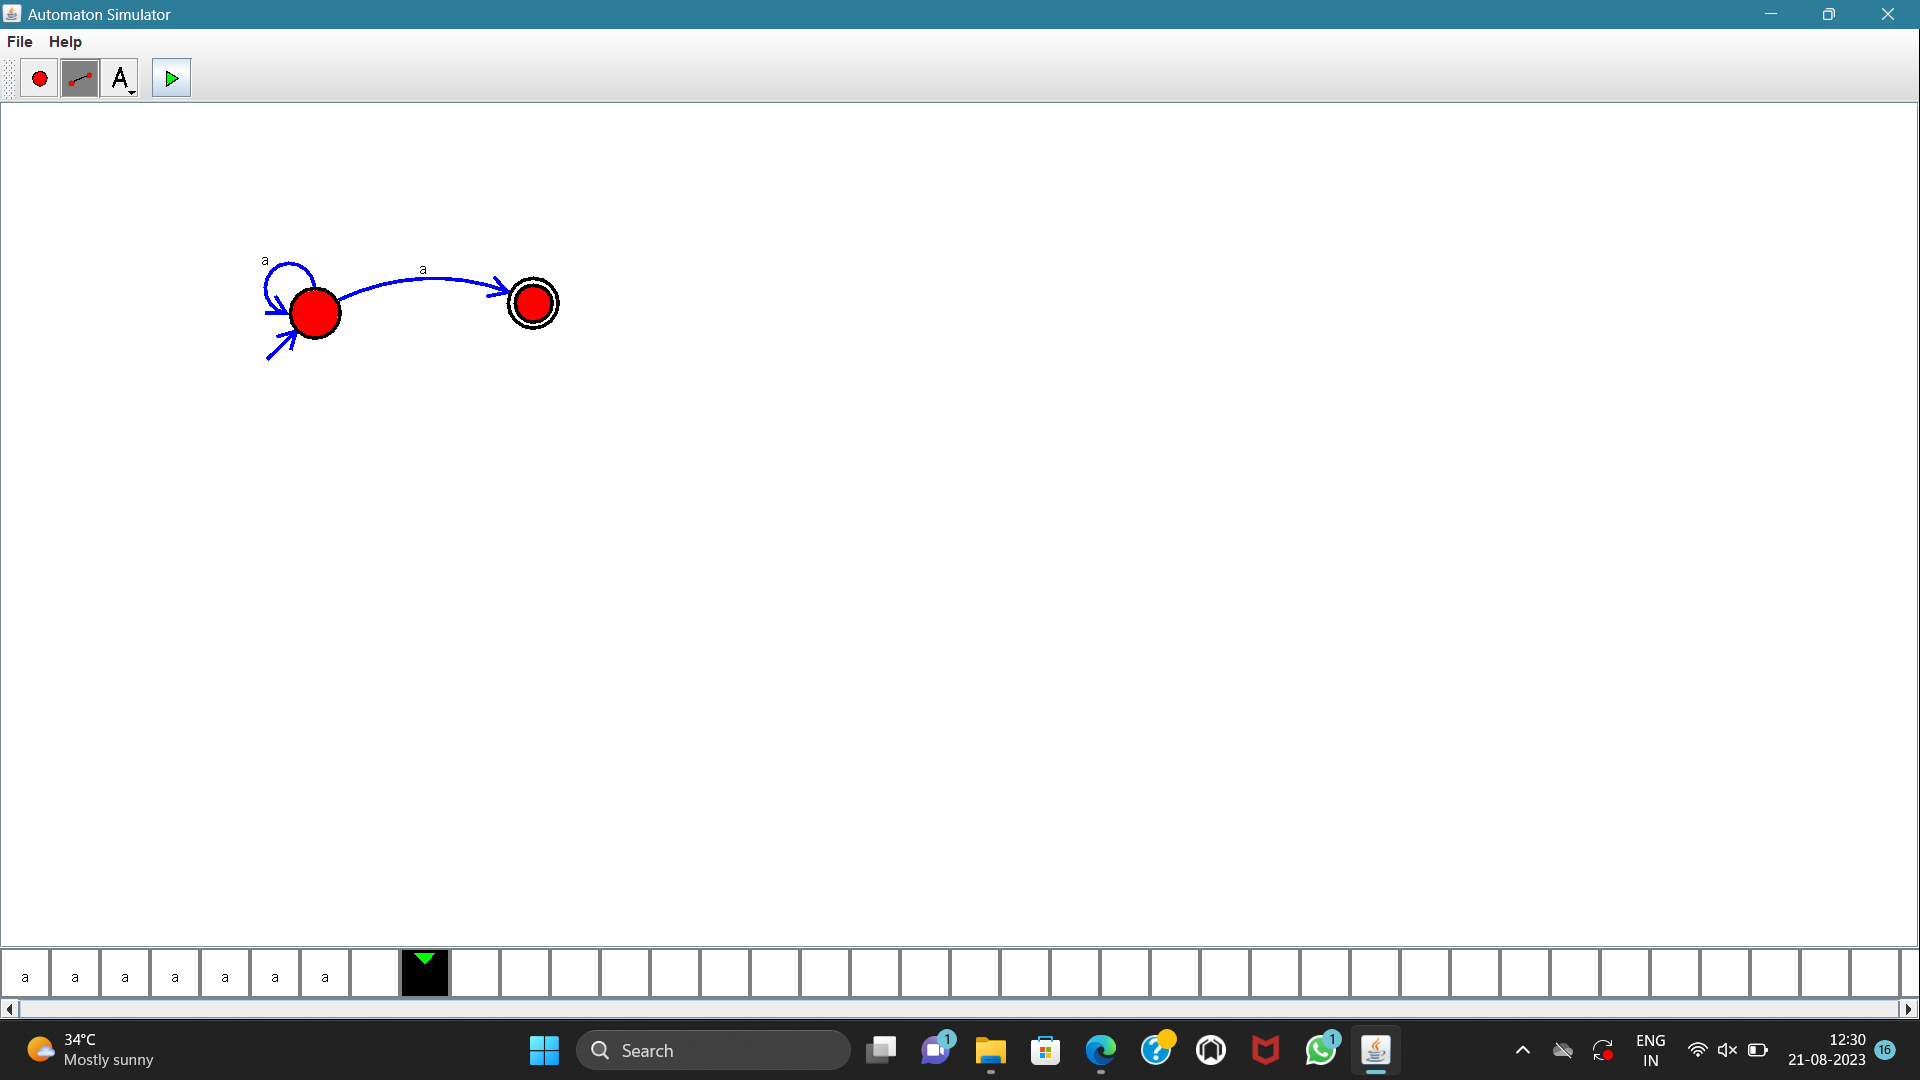 Automaton Simulator
File Help
A
a
a
a a a a a a a
34°C
Mostly sunny
Search
1
1
ENG
IN
12:30
21-08-2023
16